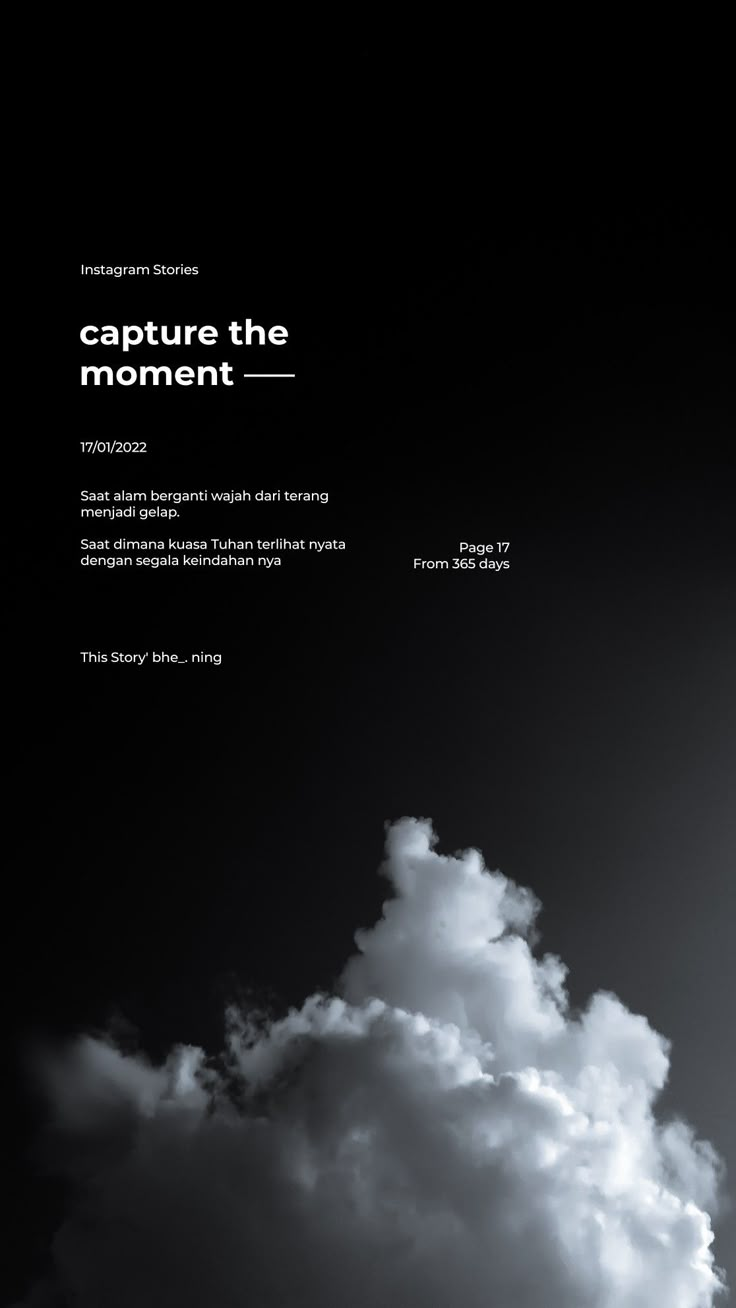 Instagram Stories
capture the
moment —
17/01/2022
Saat alam berganti wajah dari terang
menjadi gelap.
Saat dimana kuasa Tuhan terlihat nyata
dengan segala keindahan nya
Page 17
From 365 days
This Story' bhe_. ning